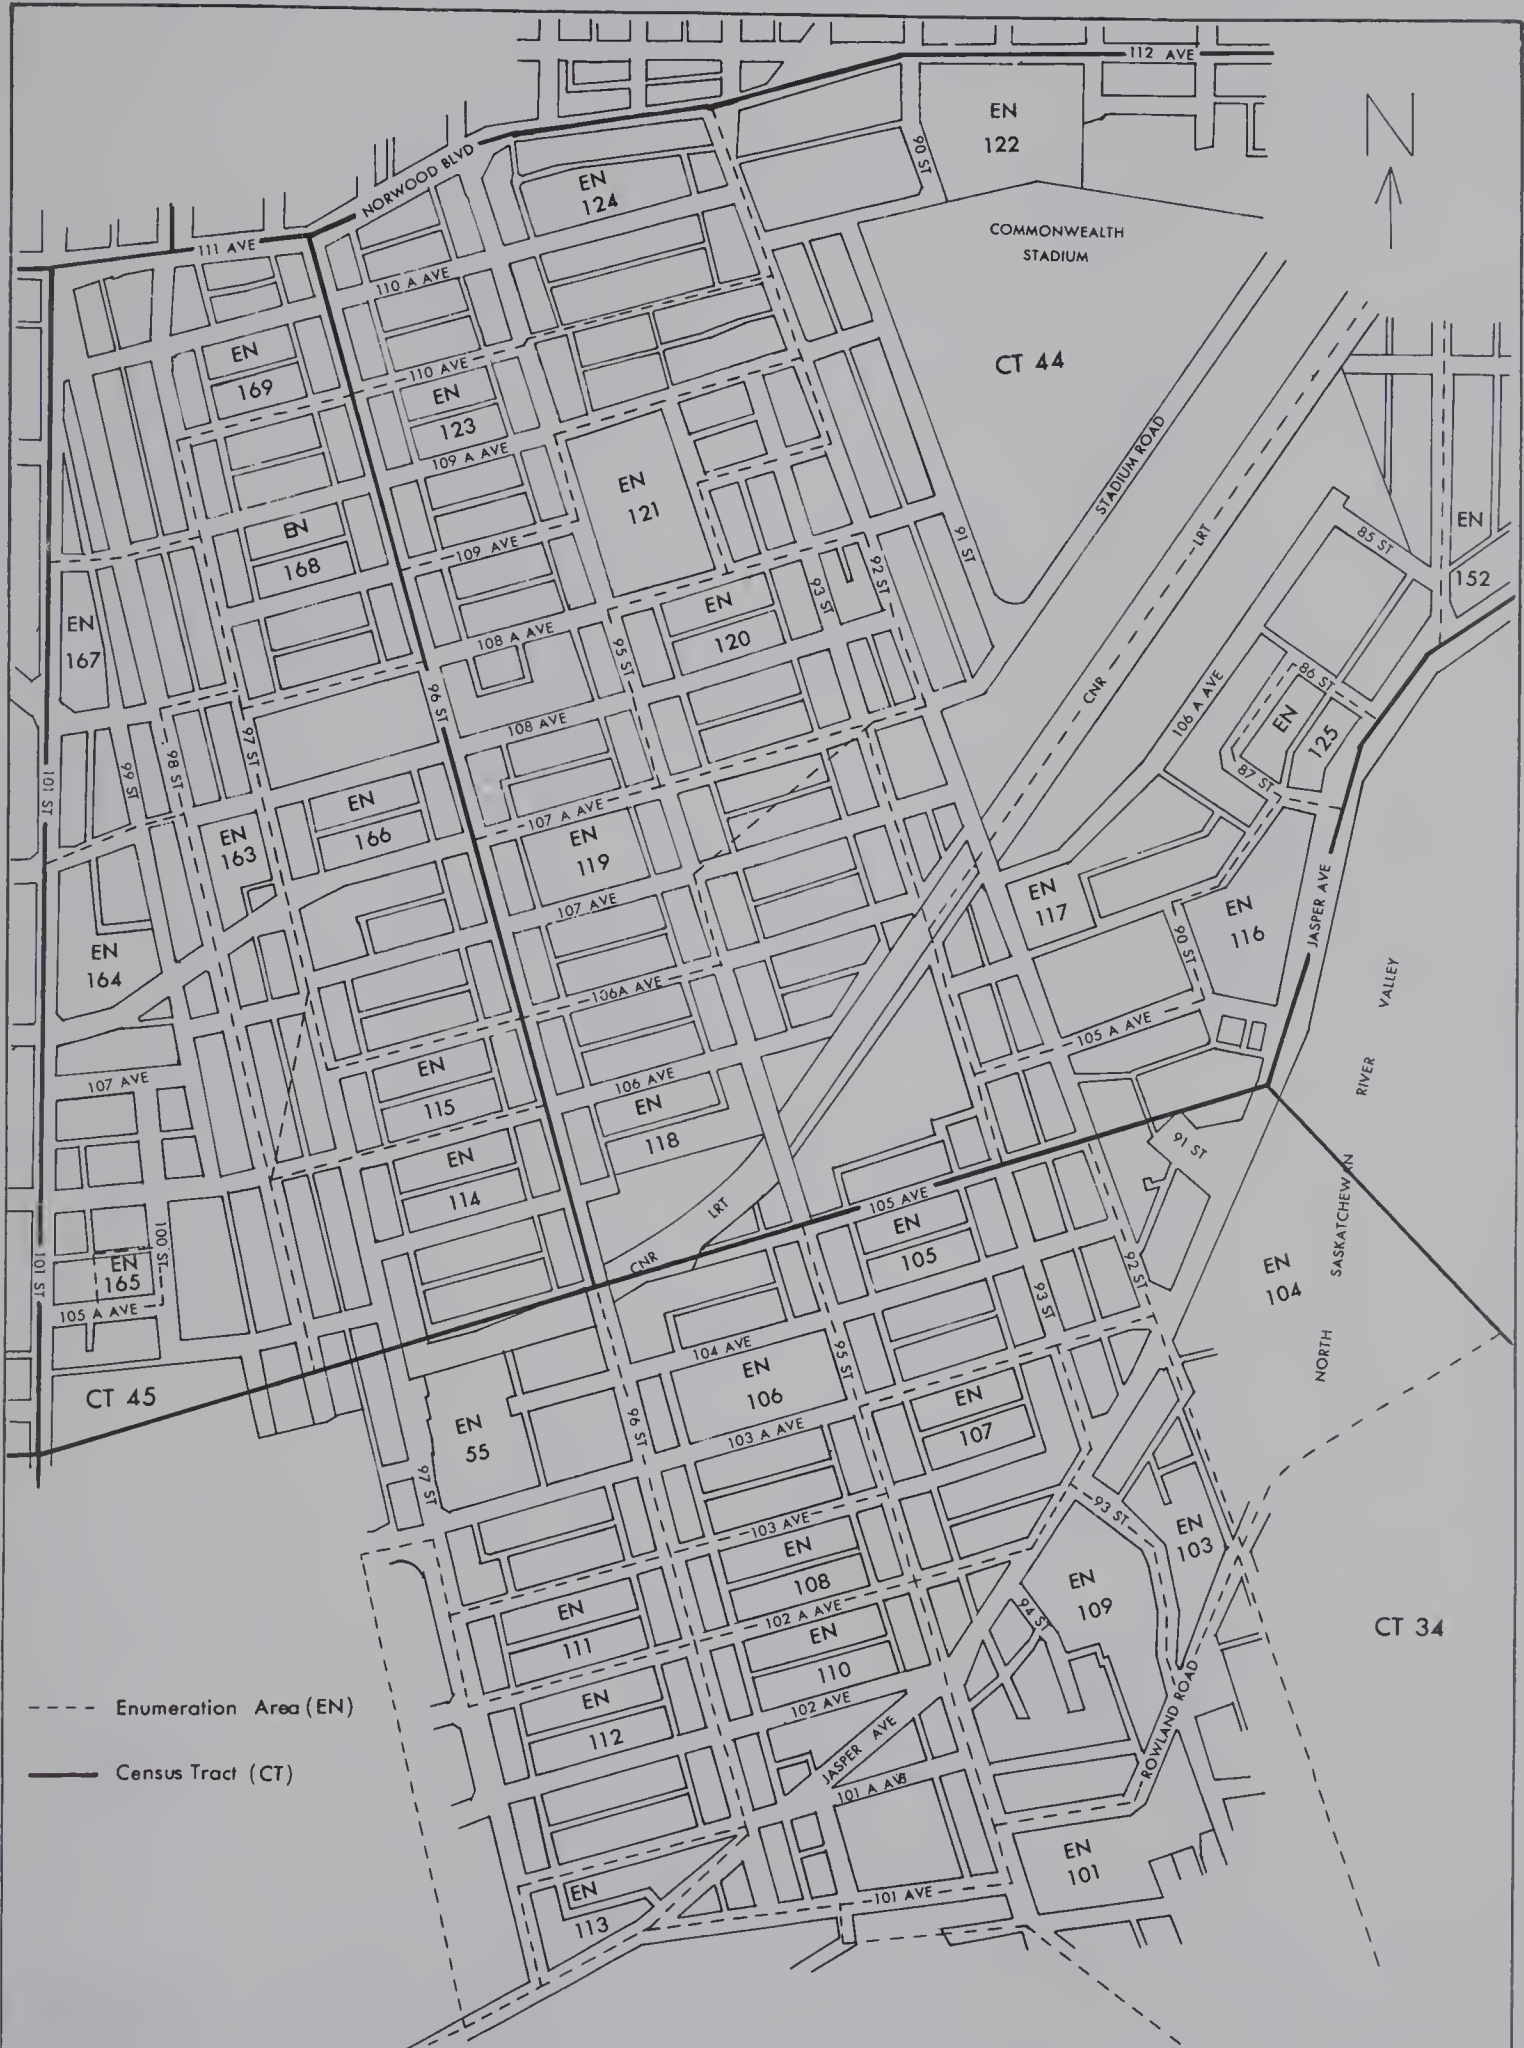 112 AVE
EN
122
N
90 ST
NORWOOD BLVD
EN
124
COMMONWEALTH
STADIUM
111 AVE
110 A AVE
CT 44
EN
169
110 AVE
EN
123
109 A AVE
STADIUM ROAD
EN
121
EN
168
109 AVE
91 ST
LRT
85 ST
EN
152
92 ST
93 ST
EN
120
EN
167
108 A AVE
95 ST
96 ST
108 AVE
CNR
106 A AVE
86 ST
EN
125
87 ST
101 ST
99 ST
98 ST
97 ST
EN
166
EN
163
107 A AVE
EN
119
107 AVE
EN
117
EN
116
JASPER AVE
90 ST
EN
164
106A AVE
105 A AVE
NORTH SASKATCHEWAN RIVER VALLEY
107 AVE
EN
115
106 AVE
EN
118
EN
114
91 ST
LRT
CNR
105 AVE
EN
105
100 ST
EN
165
105 A AVE
101 ST
92 ST
93 ST
EN
104
104 AVE
95 ST
EN
106
CT 45
96 ST
EN
55
103 A AVE
EN
107
97 ST
103 AVE
93 ST
EN
103
EN
108
EN
109
94 ST
102 A AVE
EN
111
EN
110
CT 34
102 AVE
EN
112
ROWLAND ROAD
JASPER AVE
101 A AVE
Enumeration Area (EN)
Census Tract (CT)
EN
101
EN
113
101 AVE